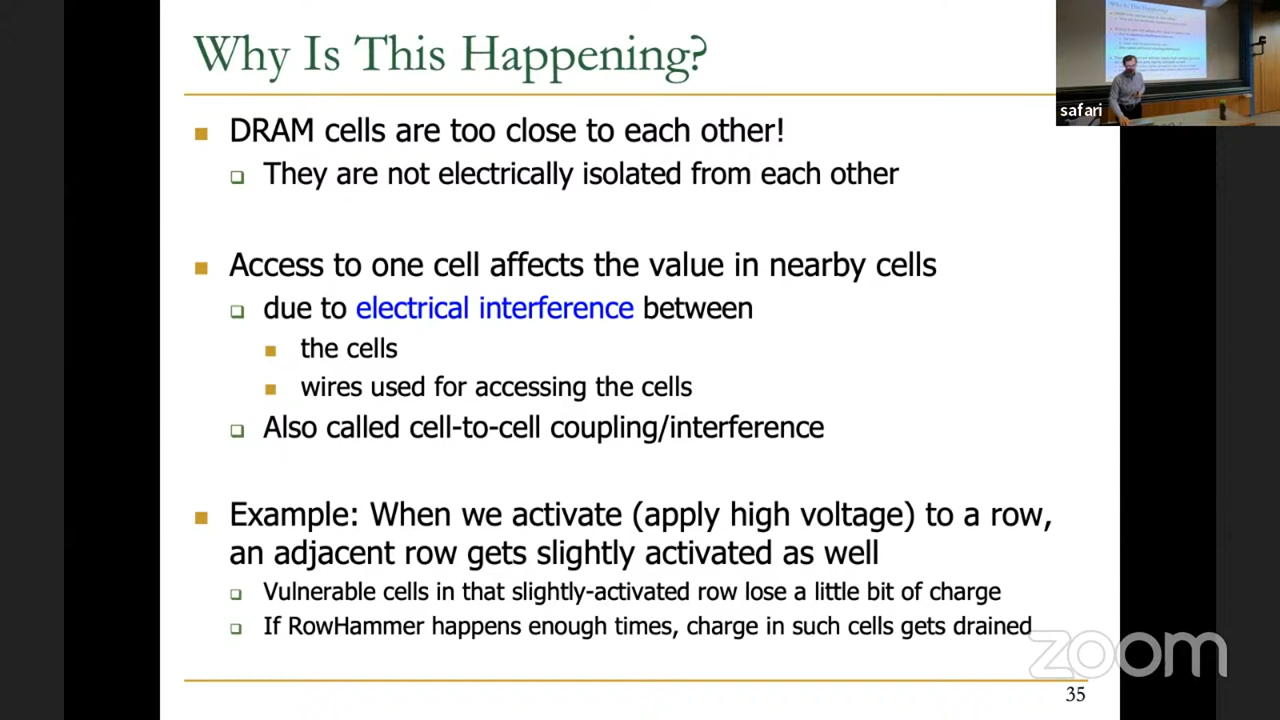 Why Is This Happening?
DRAM cells are too close to each other!
They are not electrically isolated from each other
Access to one cell affects the value in nearby cells
due to electrical interference between
the cells
wires used for accessing the cells
Also called cell-to-cell coupling/interference
Example: When we activate (apply high voltage) to a row,
an adjacent row gets slightly activated as well
Vulnerable cells in that slightly-activated row lose a little bit of charge
If RowHammer happens enough times, charge in such cells gets drained
35
safari
zoom